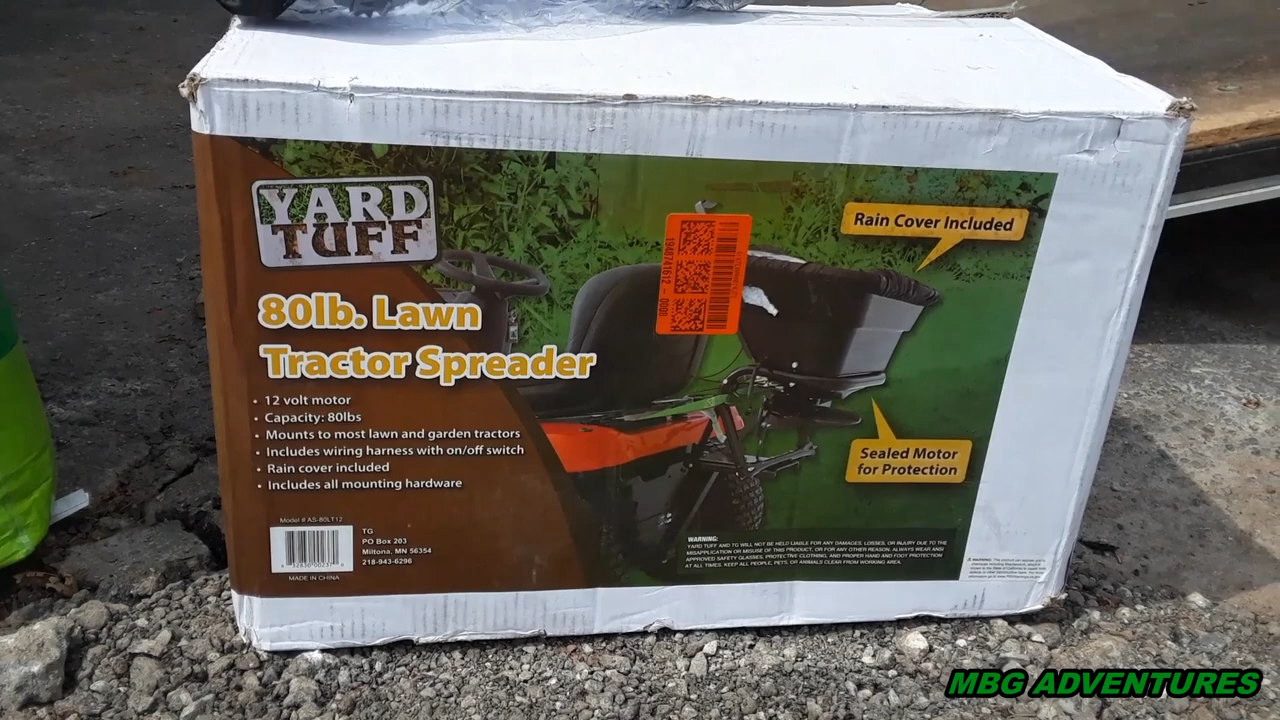 YARD
TUFF
80lb. Lawn
Tractor Spreader
• 12 volt motor
• Capacity: 80lbs
• Mounts to most lawn and garden tractors
• Includes wiring harness with on/off switch
• Rain cover included
• Includes all mounting hardware
Model # AS-80LT12
TG
PO Box 203
Miltona, MN 56354
218-943-6296
MADE IN CHINA
Rain Cover Included
Sealed Motor
for Protection
WARNING:
YARD TUFF AND TG WILL NOT BE HELD LIABLE FOR ANY DAMAGES, LOSSES, OR INJURY DUE TO THE
MISAPPLICATION OR MISUSE OF THIS PRODUCT, OR FOR ANY OTHER REASON. ALWAYS WEAR ANSI
APPROVED SAFETY GLASSES, PROTECTIVE CLOTHING, AND PROPER HAND AND FOOT PROTECTION
AT ALL TIMES. KEEP ALL PEOPLE, PETS, OR ANIMALS CLEAR FROM WORKING AREA.
MBG ADVENTURES